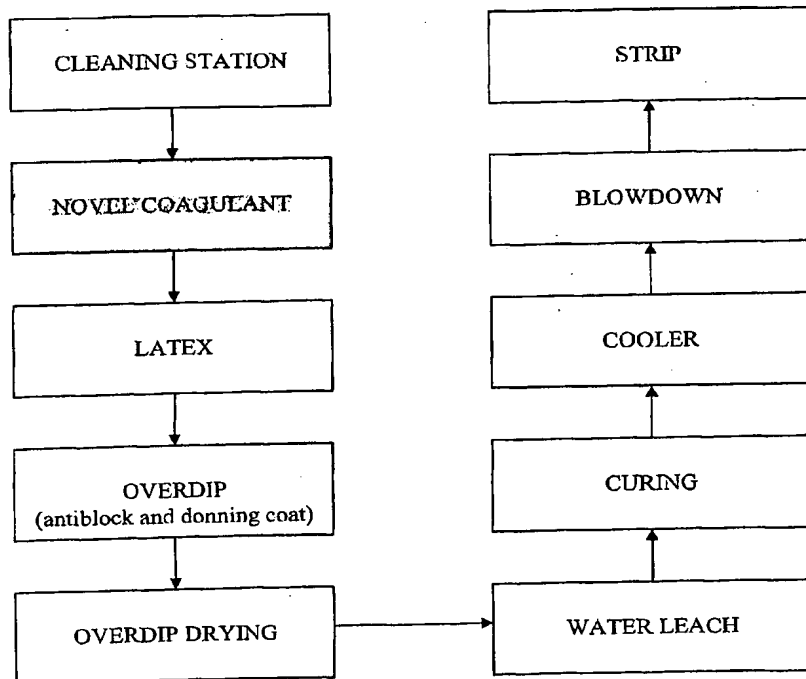 CLEANING STATION
NOVEL COAGULANT
LATEX
OVERDIP
(antiblock and donning coat)
OVERDIP DRYING
WATER LEACH
CURING
COOLER
BLOWDOWN
STRIP